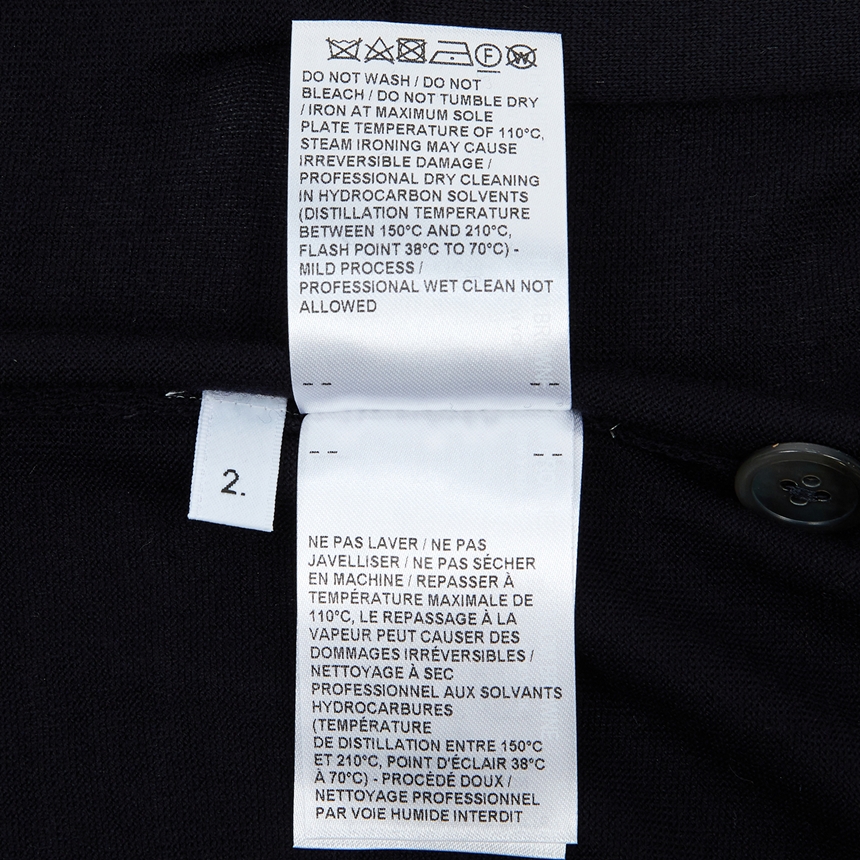 DO NOT WASH / DO NOT
BLEACH / DO NOT TUMBLE DRY
/ IRON AT MAXIMUM SOLE
PLATE TEMPERATURE OF 110°C,
STEAM IRONING MAY CAUSE
IRREVERSIBLE DAMAGE /
PROFESSIONAL DRY CLEANING
IN HYDROCARBON SOLVENTS
(DISTILLATION TEMPERATURE
BETWEEN 150°C AND 210°C,
FLASH POINT 38°C TO 70°C) -
MILD PROCESS /
PROFESSIONAL WET CLEAN NOT
ALLOWED
2.
NE PAS LAVER / NE PAS
JAVELLISER / NE PAS SÉCHER
EN MACHINE / REPASSER À
TEMPÉRATURE MAXIMALE DE
110°C, LE REPASSAGE À LA
VAPEUR PEUT CAUSER DES
DOMMAGES IRRÉVERSIBLES /
NETTOYAGE À SEC
PROFESSIONNEL AUX SOLVANTS
HYDROCARBURES
(TEMPÉRATURE
DE DISTILLATION ENTRE 150°C
ET 210°C, POINT D'ÉCLAIR 38°C
À 70°C) - PROCÉDÉ DOUX /
NETTOYAGE PROFESSIONNEL
PAR VOIE HUMIDE INTERDIT